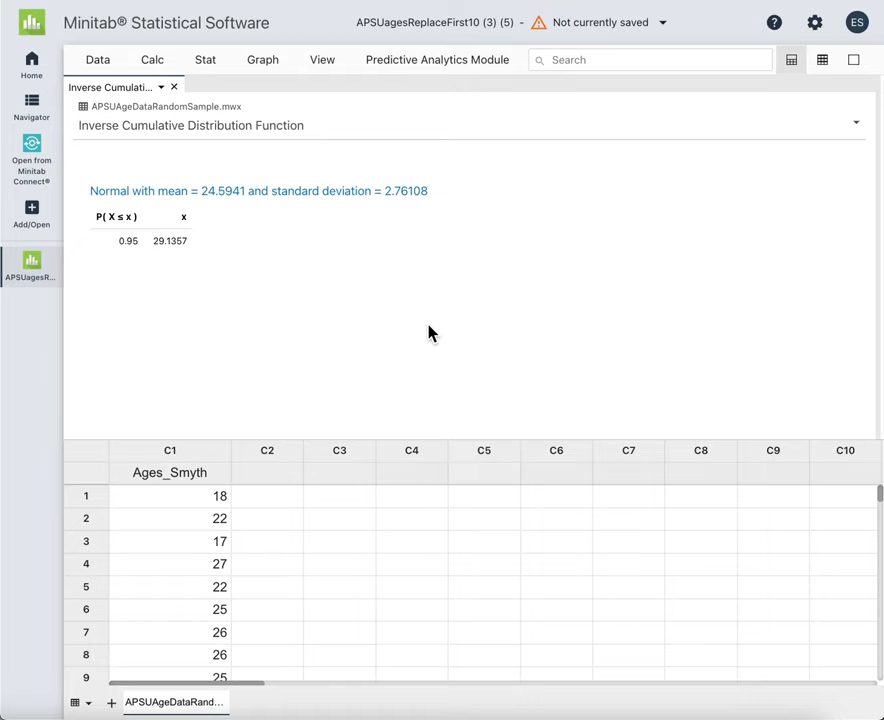 Minitab® Statistical Software
APSUagesReplaceFirst10 (3) (5) - Not currently saved
ES
Home
Navigator
Open from
Minitab
Connect®
Add/Open
APSUagesR...
Data Calc Stat Graph View Predictive Analytics Module Search
Inverse Cumulati...
APSUAgeDataRandomSample.mwx
Inverse Cumulative Distribution Function
Normal with mean = 24.5941 and standard deviation = 2.76108
P( X ≤ x ) x
0.95 29.1357
C1 C2 C3 C4 C5 C6 C7 C8 C9 C10
Ages_Smyth
1 18
2 22
3 17
4 27
5 22
6 25
7 26
8 26
9 25
APSUAgeDataRand...